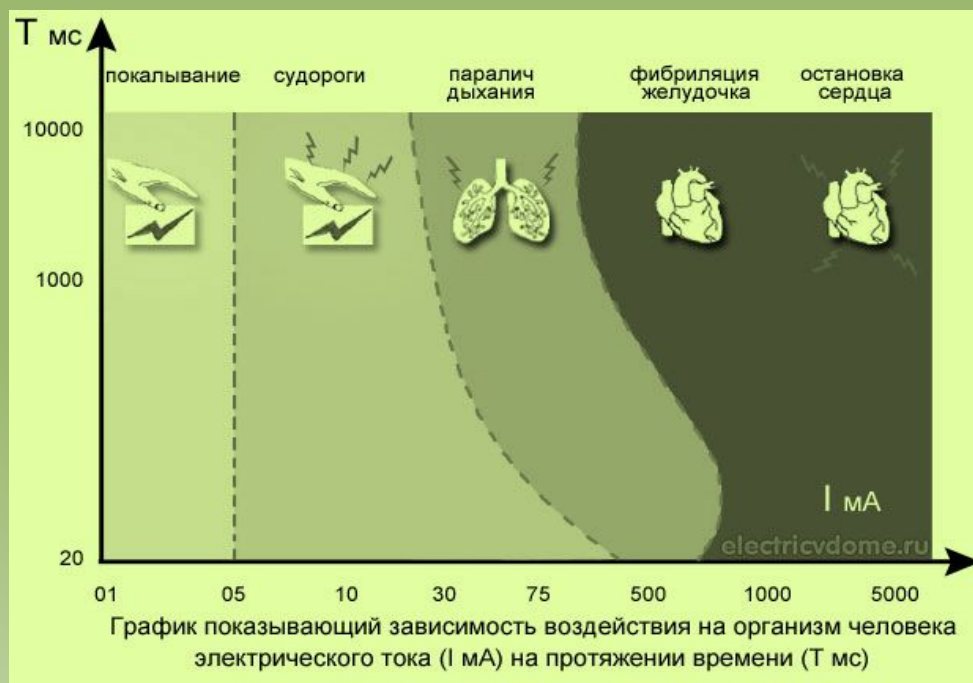 Т мс
покалывание судороги паралич дыхания фибриляция желудочка остановка сердца
10000
1000
20
I мА
electricvdome.ru
01 05 10 30 75 500 1000 5000
График показывающий зависимость воздействия на организм человека
электрического тока (I мА) на протяжении времени (Т мс)